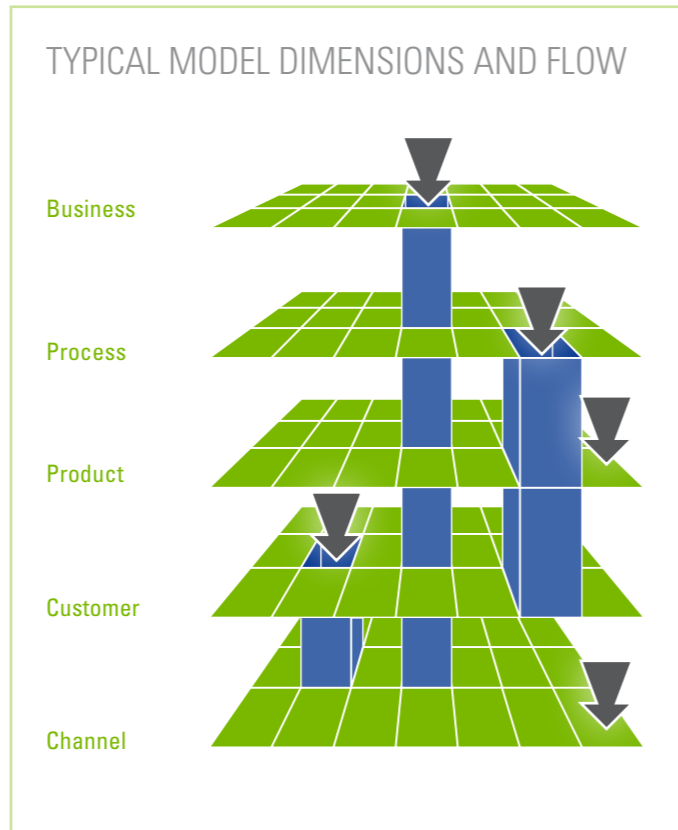 TYPICAL MODEL DIMENSIONS AND FLOW
Business
Process
Product
Customer
Channel